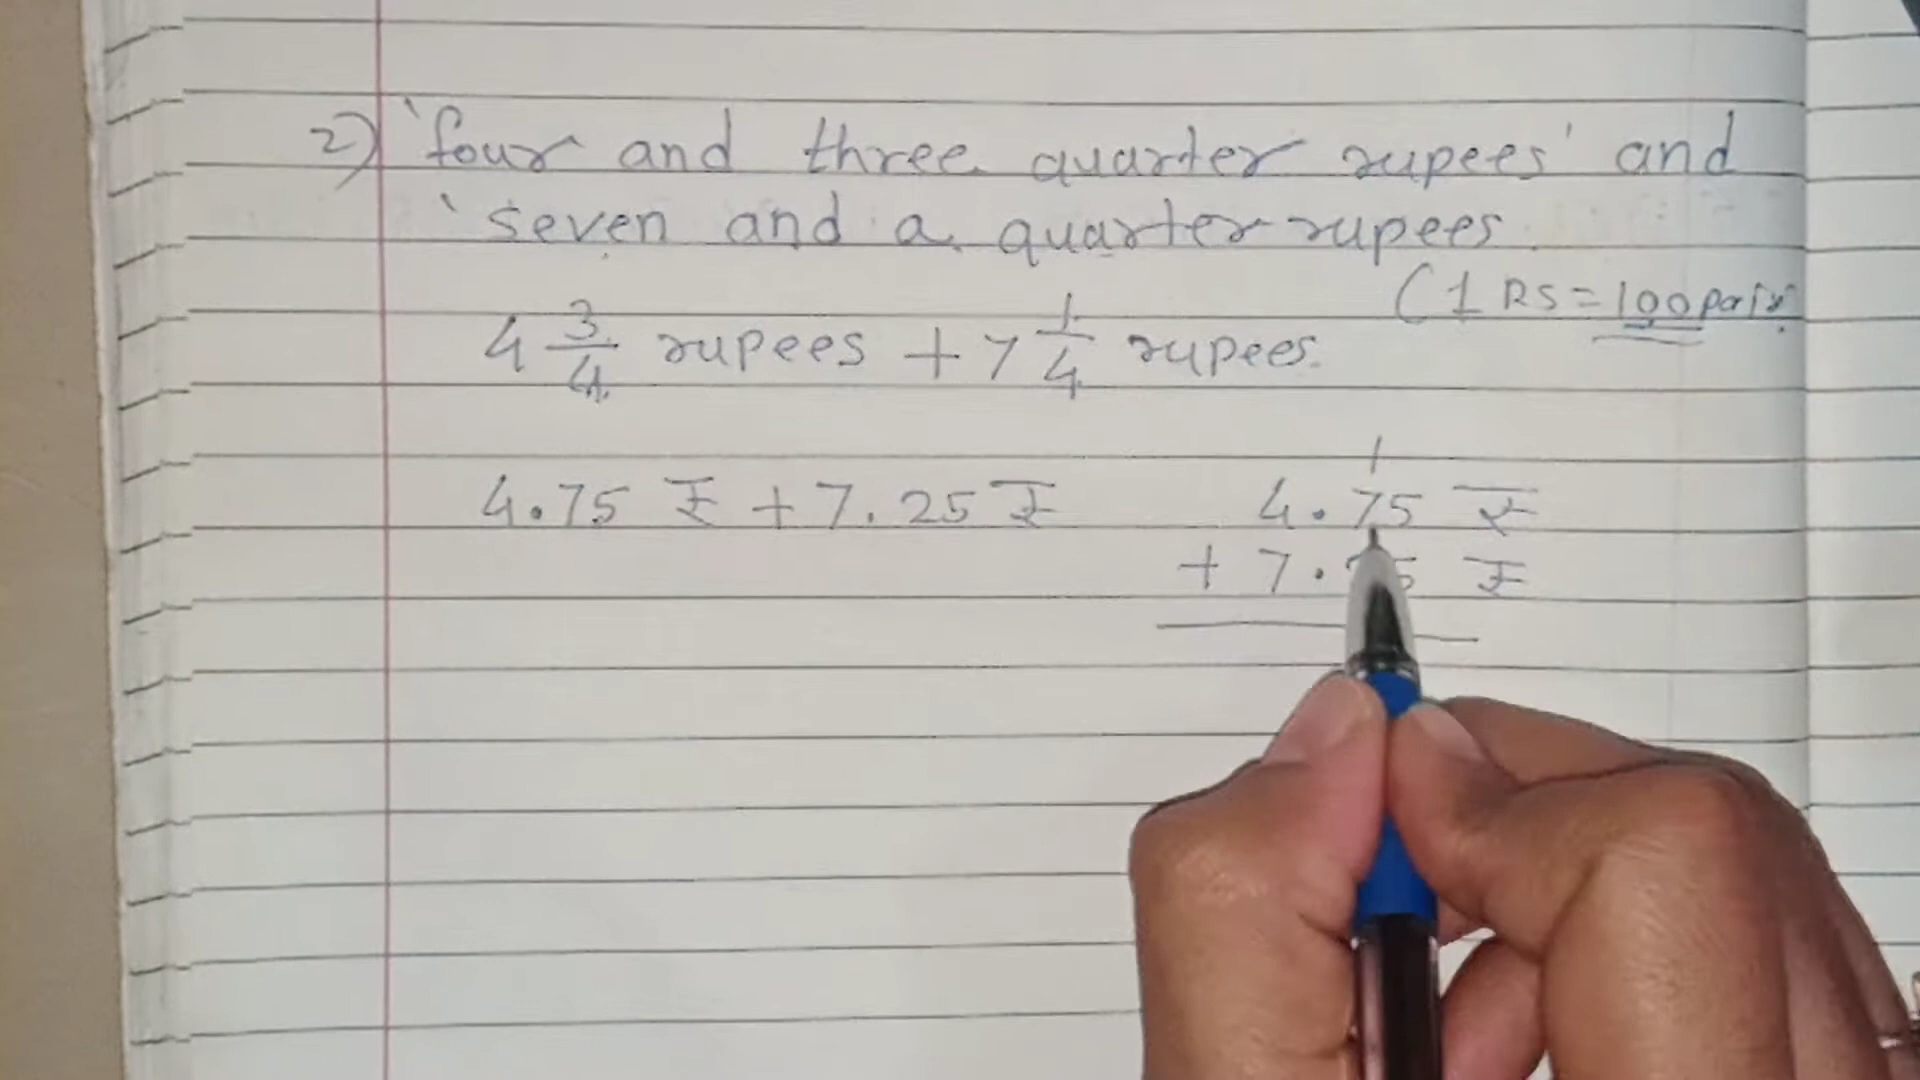 2) 'four and three quarter rupees' and
'seven and a quarter rupees.
(1 RS = 100 paise
4 3/4 rupees + 7 1/4 rupees.
1
4.75 ₹ + 7.25 ₹ 4.75 ₹
+ 7.25 ₹